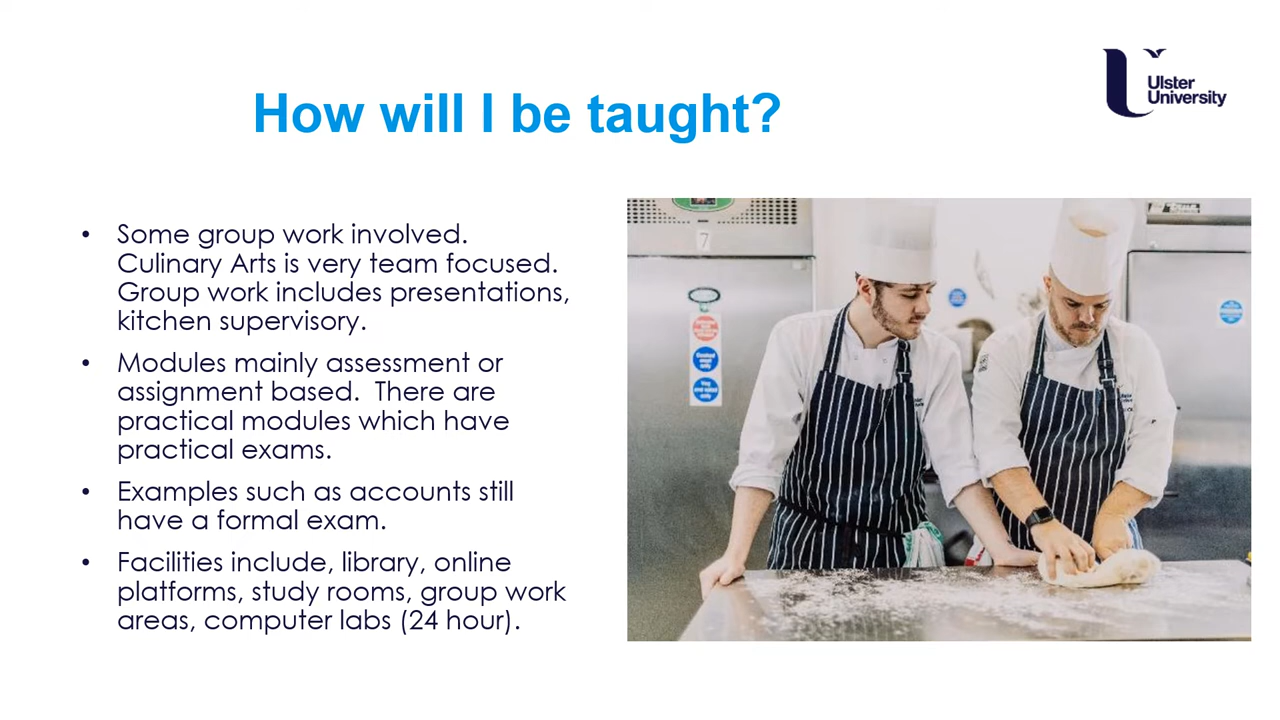 How will I be taught?
Ulster
University
• Some group work involved.
Culinary Arts is very team focused.
Group work includes presentations,
kitchen supervisory.
• Modules mainly assessment or
assignment based.  There are
practical modules which have
practical exams.
• Examples such as accounts still
have a formal exam.
• Facilities include, library, online
platforms, study rooms, group work
areas, computer labs (24 hour).
7